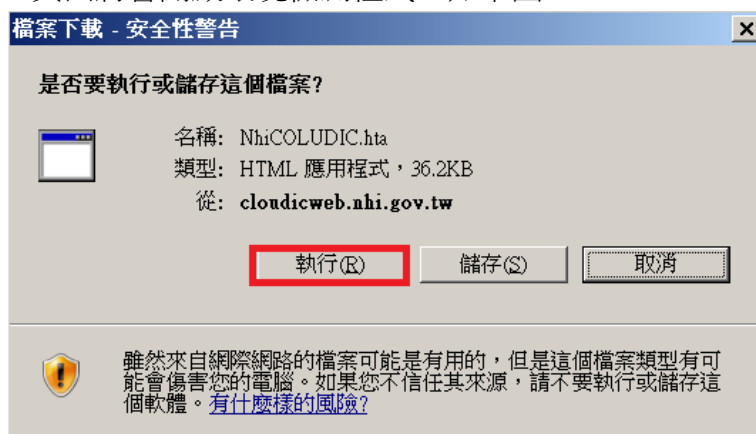 檔案下載 - 安全性警告
是否要執行或儲存這個檔案?
名稱: NhiCOLUDIC.hta
類型: HTML 應用程式,36.2KB
從: cloudicweb.nhi.gov.tw
執行(R) 儲存(S) 取消
雖然來自網際網路的檔案可能是有用的,但是這個檔案類型有可
能會傷害您的電腦。如果您不信任其來源,請不要執行或儲存這
個軟體。有什麼樣的風險?